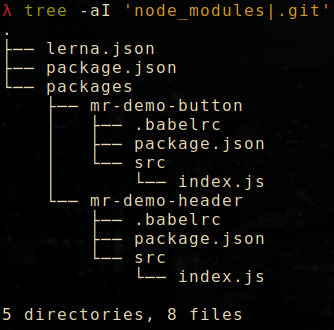 λ tree -aI 'node_modules|.git'
.
├── lerna.json
├── package.json
└── packages
    ├── mr-demo-button
    │   ├── .babelrc
    │   ├── package.json
    │   └── src
    │       └── index.js
    └── mr-demo-header
        ├── .babelrc
        ├── package.json
        └── src
            └── index.js

5 directories, 8 files